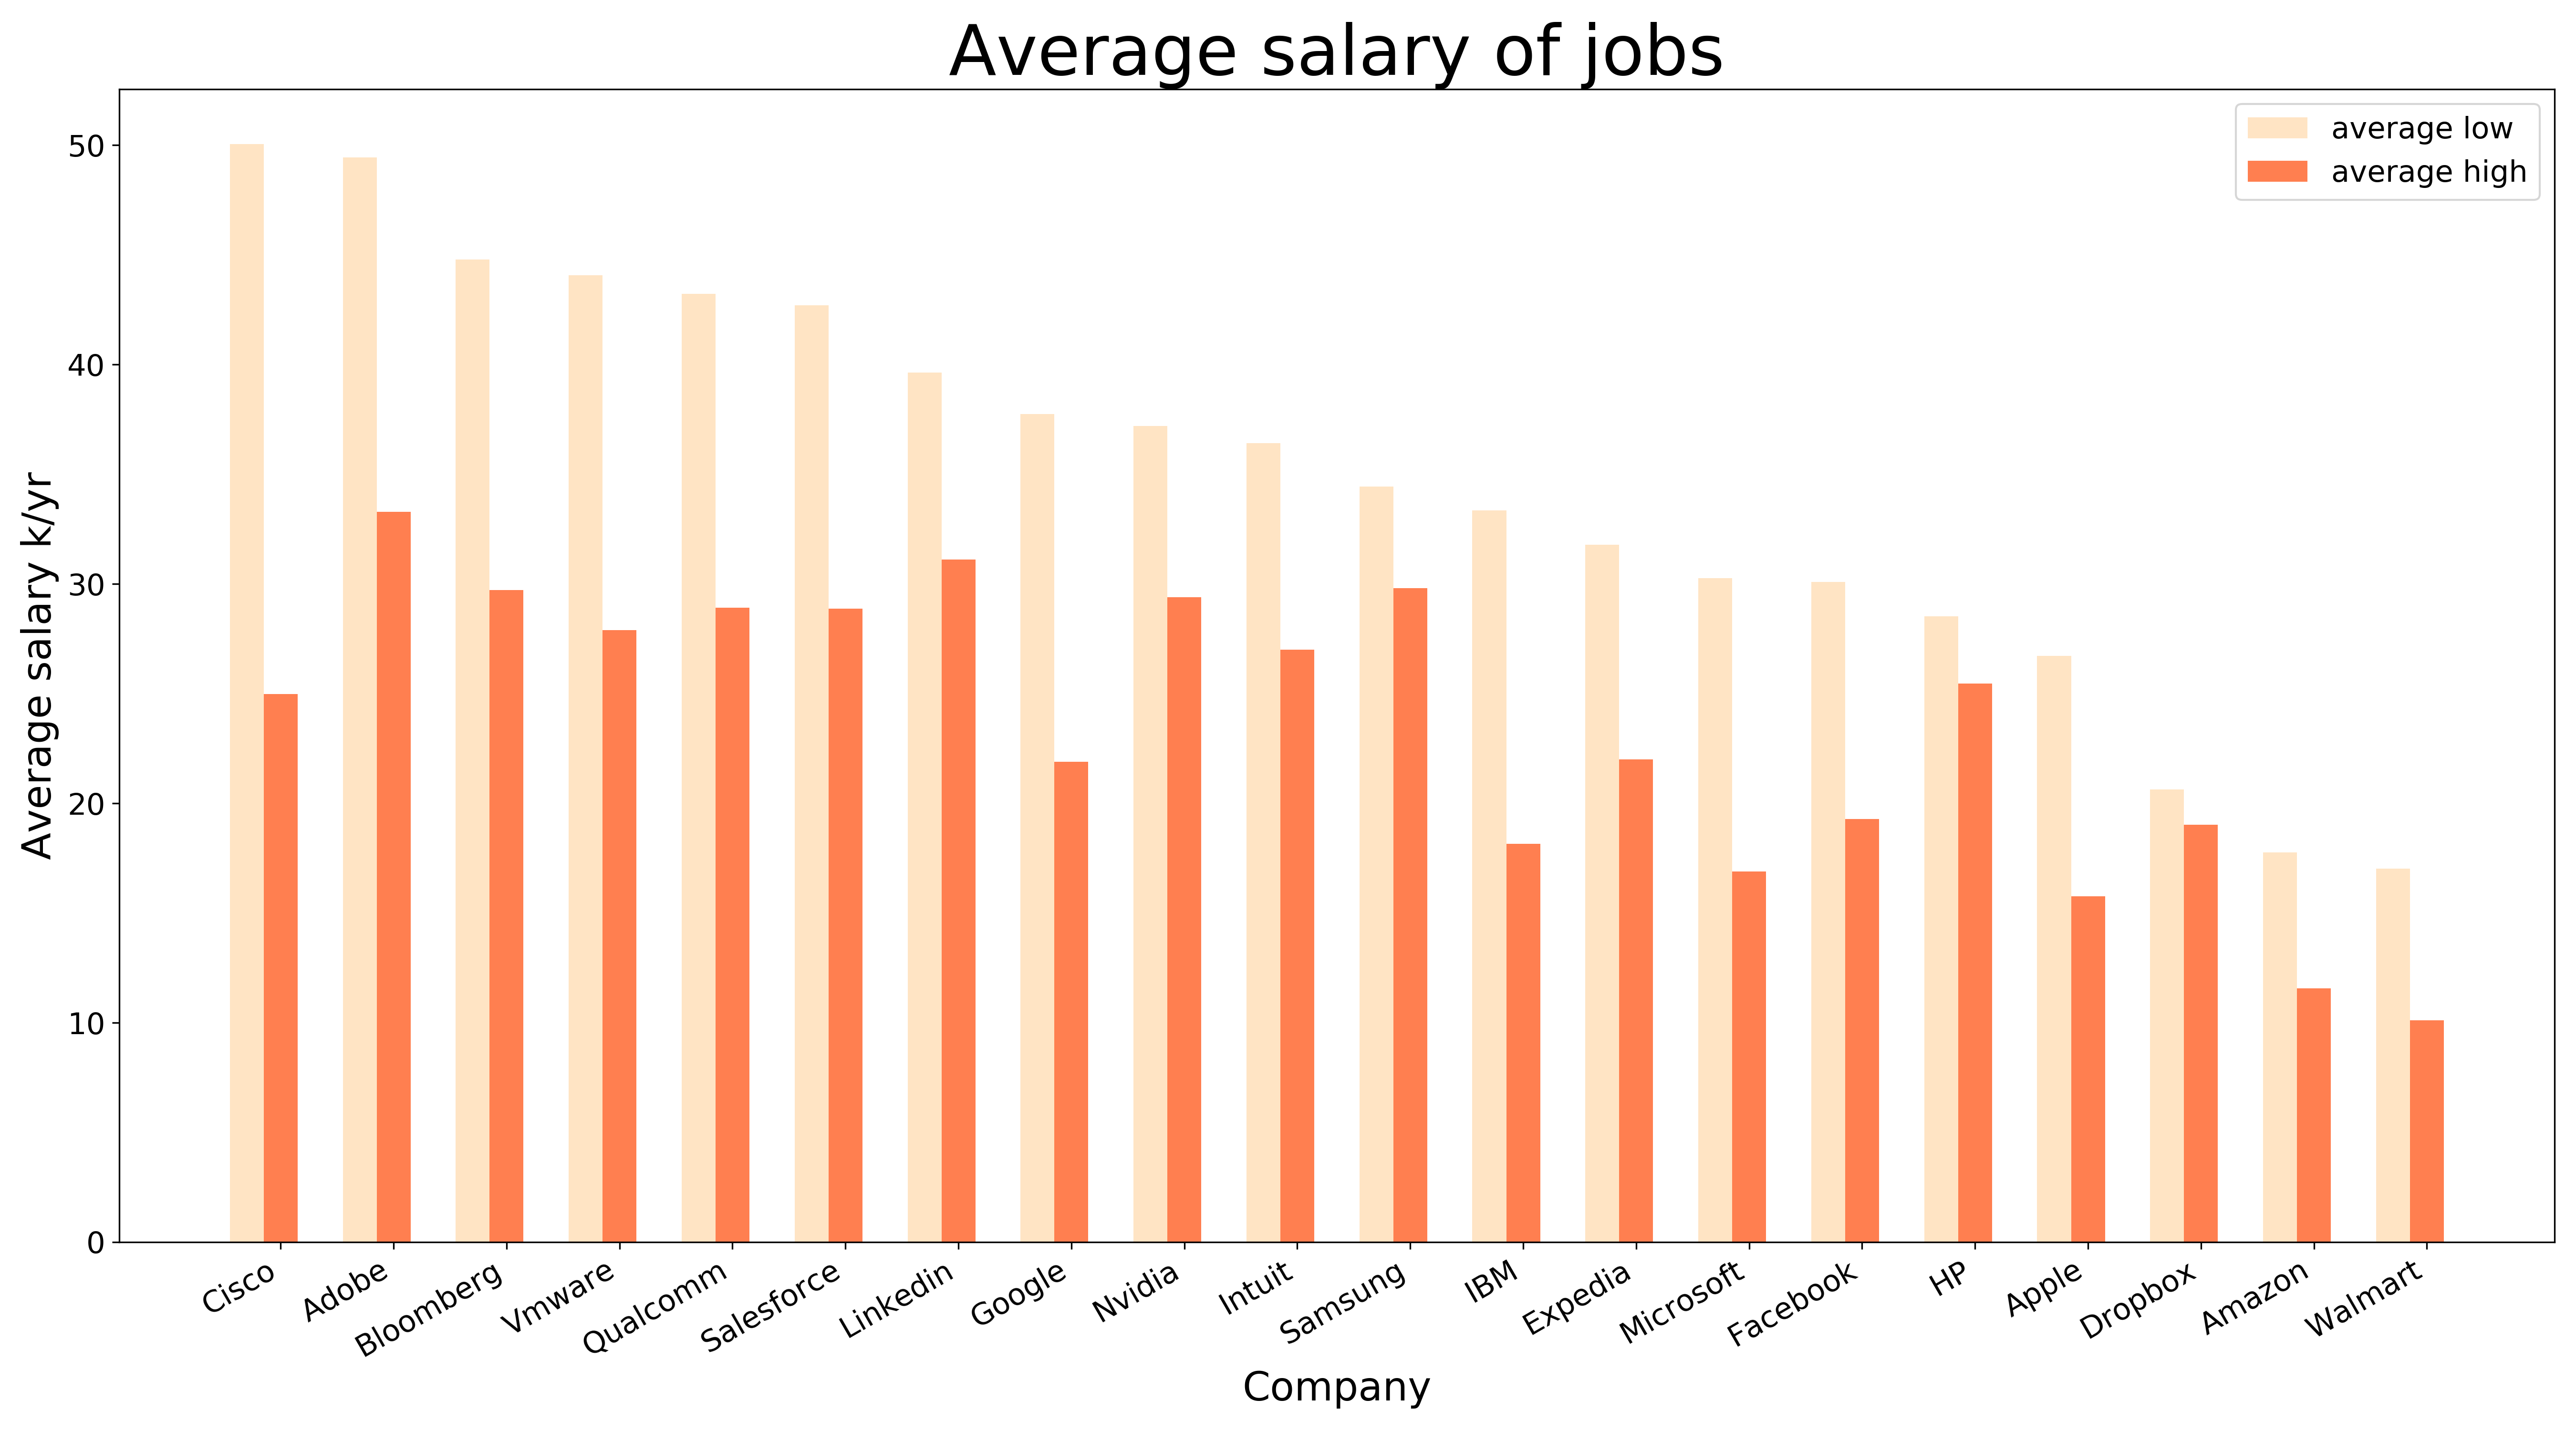 Average salary of jobs
average low
average high
Average salary k/yr
50
40
30
20
10
0
Cisco
Adobe
Bloomberg
Vmware
Qualcomm
Salesforce
Linkedin
Google
Nvidia
Intuit
Samsung
IBM
Expedia
Microsoft
Facebook
HP
Apple
Dropbox
Amazon
Walmart
Company